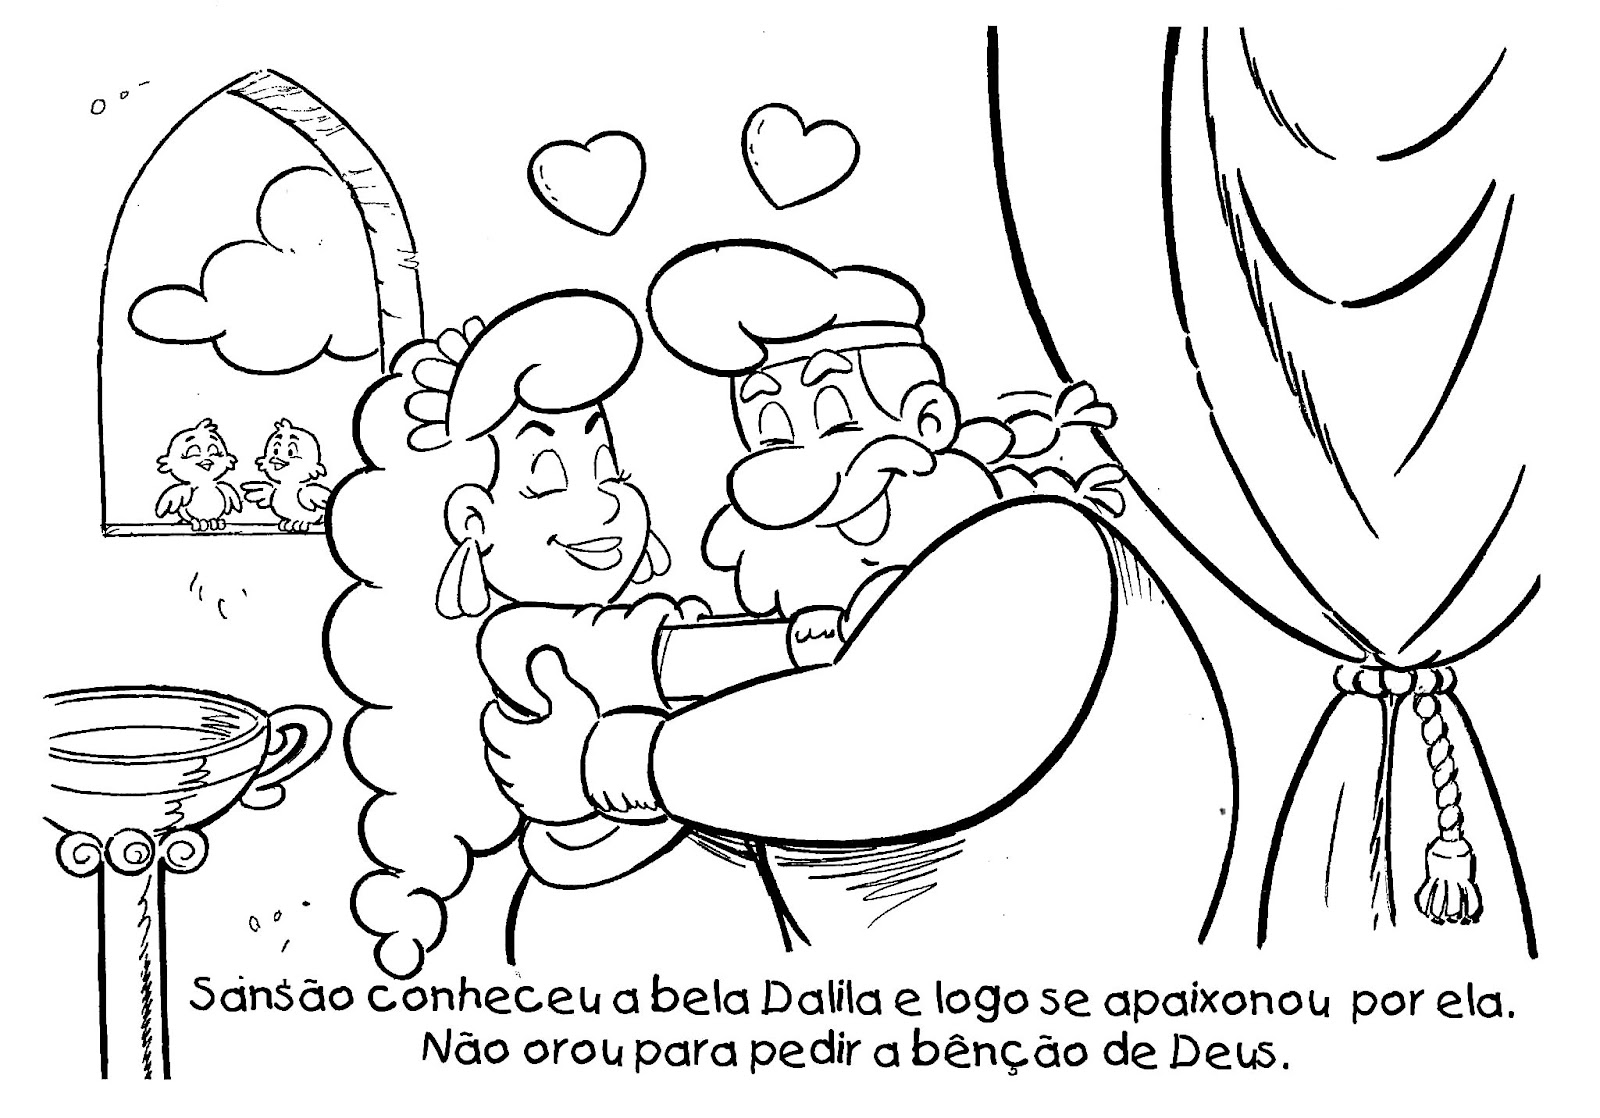 Sansão conheceu a bela Dalila e logo se apaixonou por ela.
Não orou para pedir a bênção de Deus.